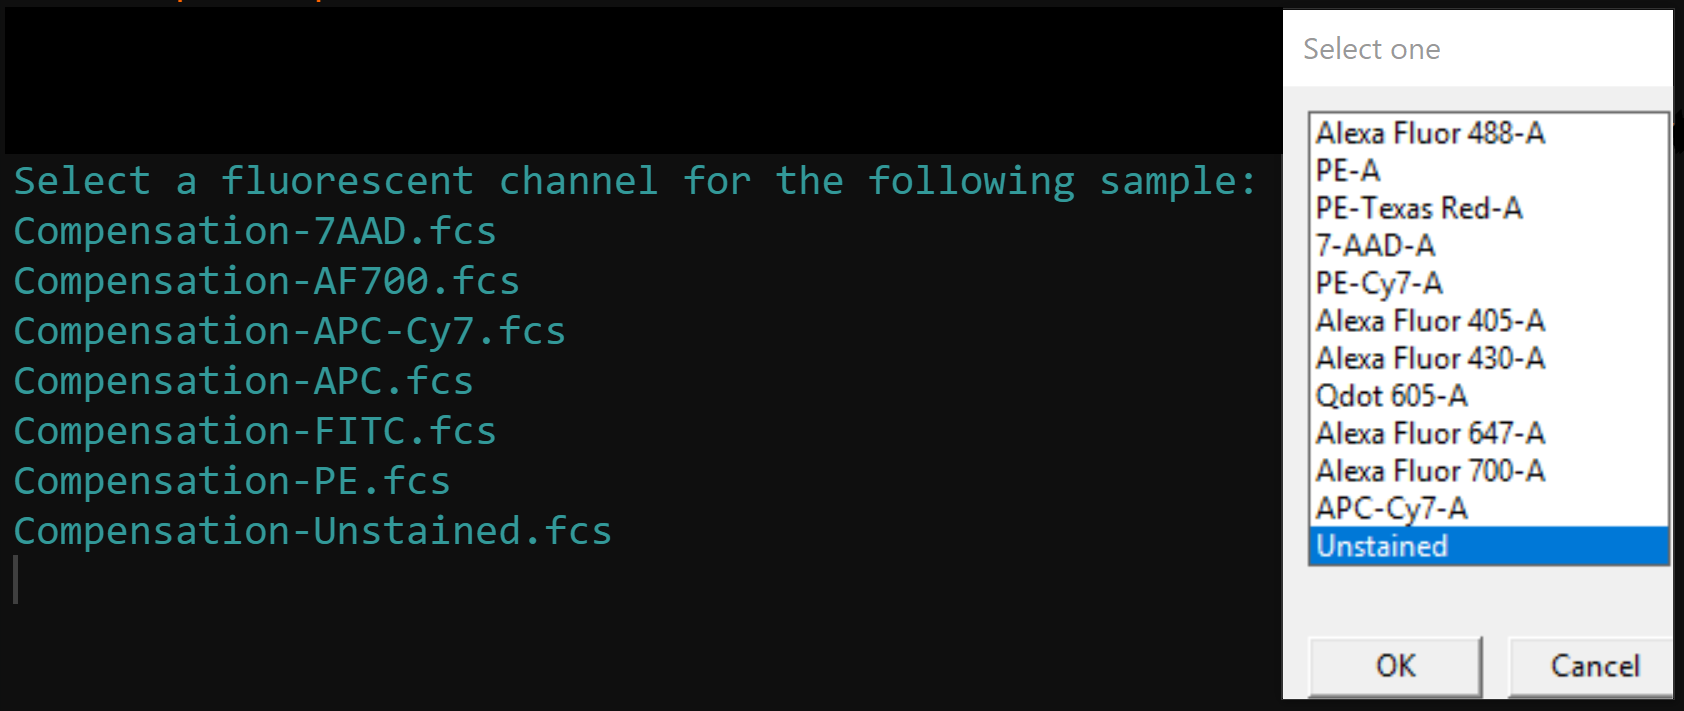 Select a fluorescent channel for the following sample:
Compensation-7AAD.fcs
Compensation-AF700.fcs
Compensation-APC-Cy7.fcs
Compensation-APC.fcs
Compensation-FITC.fcs
Compensation-PE.fcs
Compensation-Unstained.fcs
Select one
Alexa Fluor 488-A
PE-A
PE-Texas Red-A
7-AAD-A
PE-Cy7-A
Alexa Fluor 405-A
Alexa Fluor 430-A
Qdot 605-A
Alexa Fluor 647-A
Alexa Fluor 700-A
APC-Cy7-A
Unstained
OK
Cancel